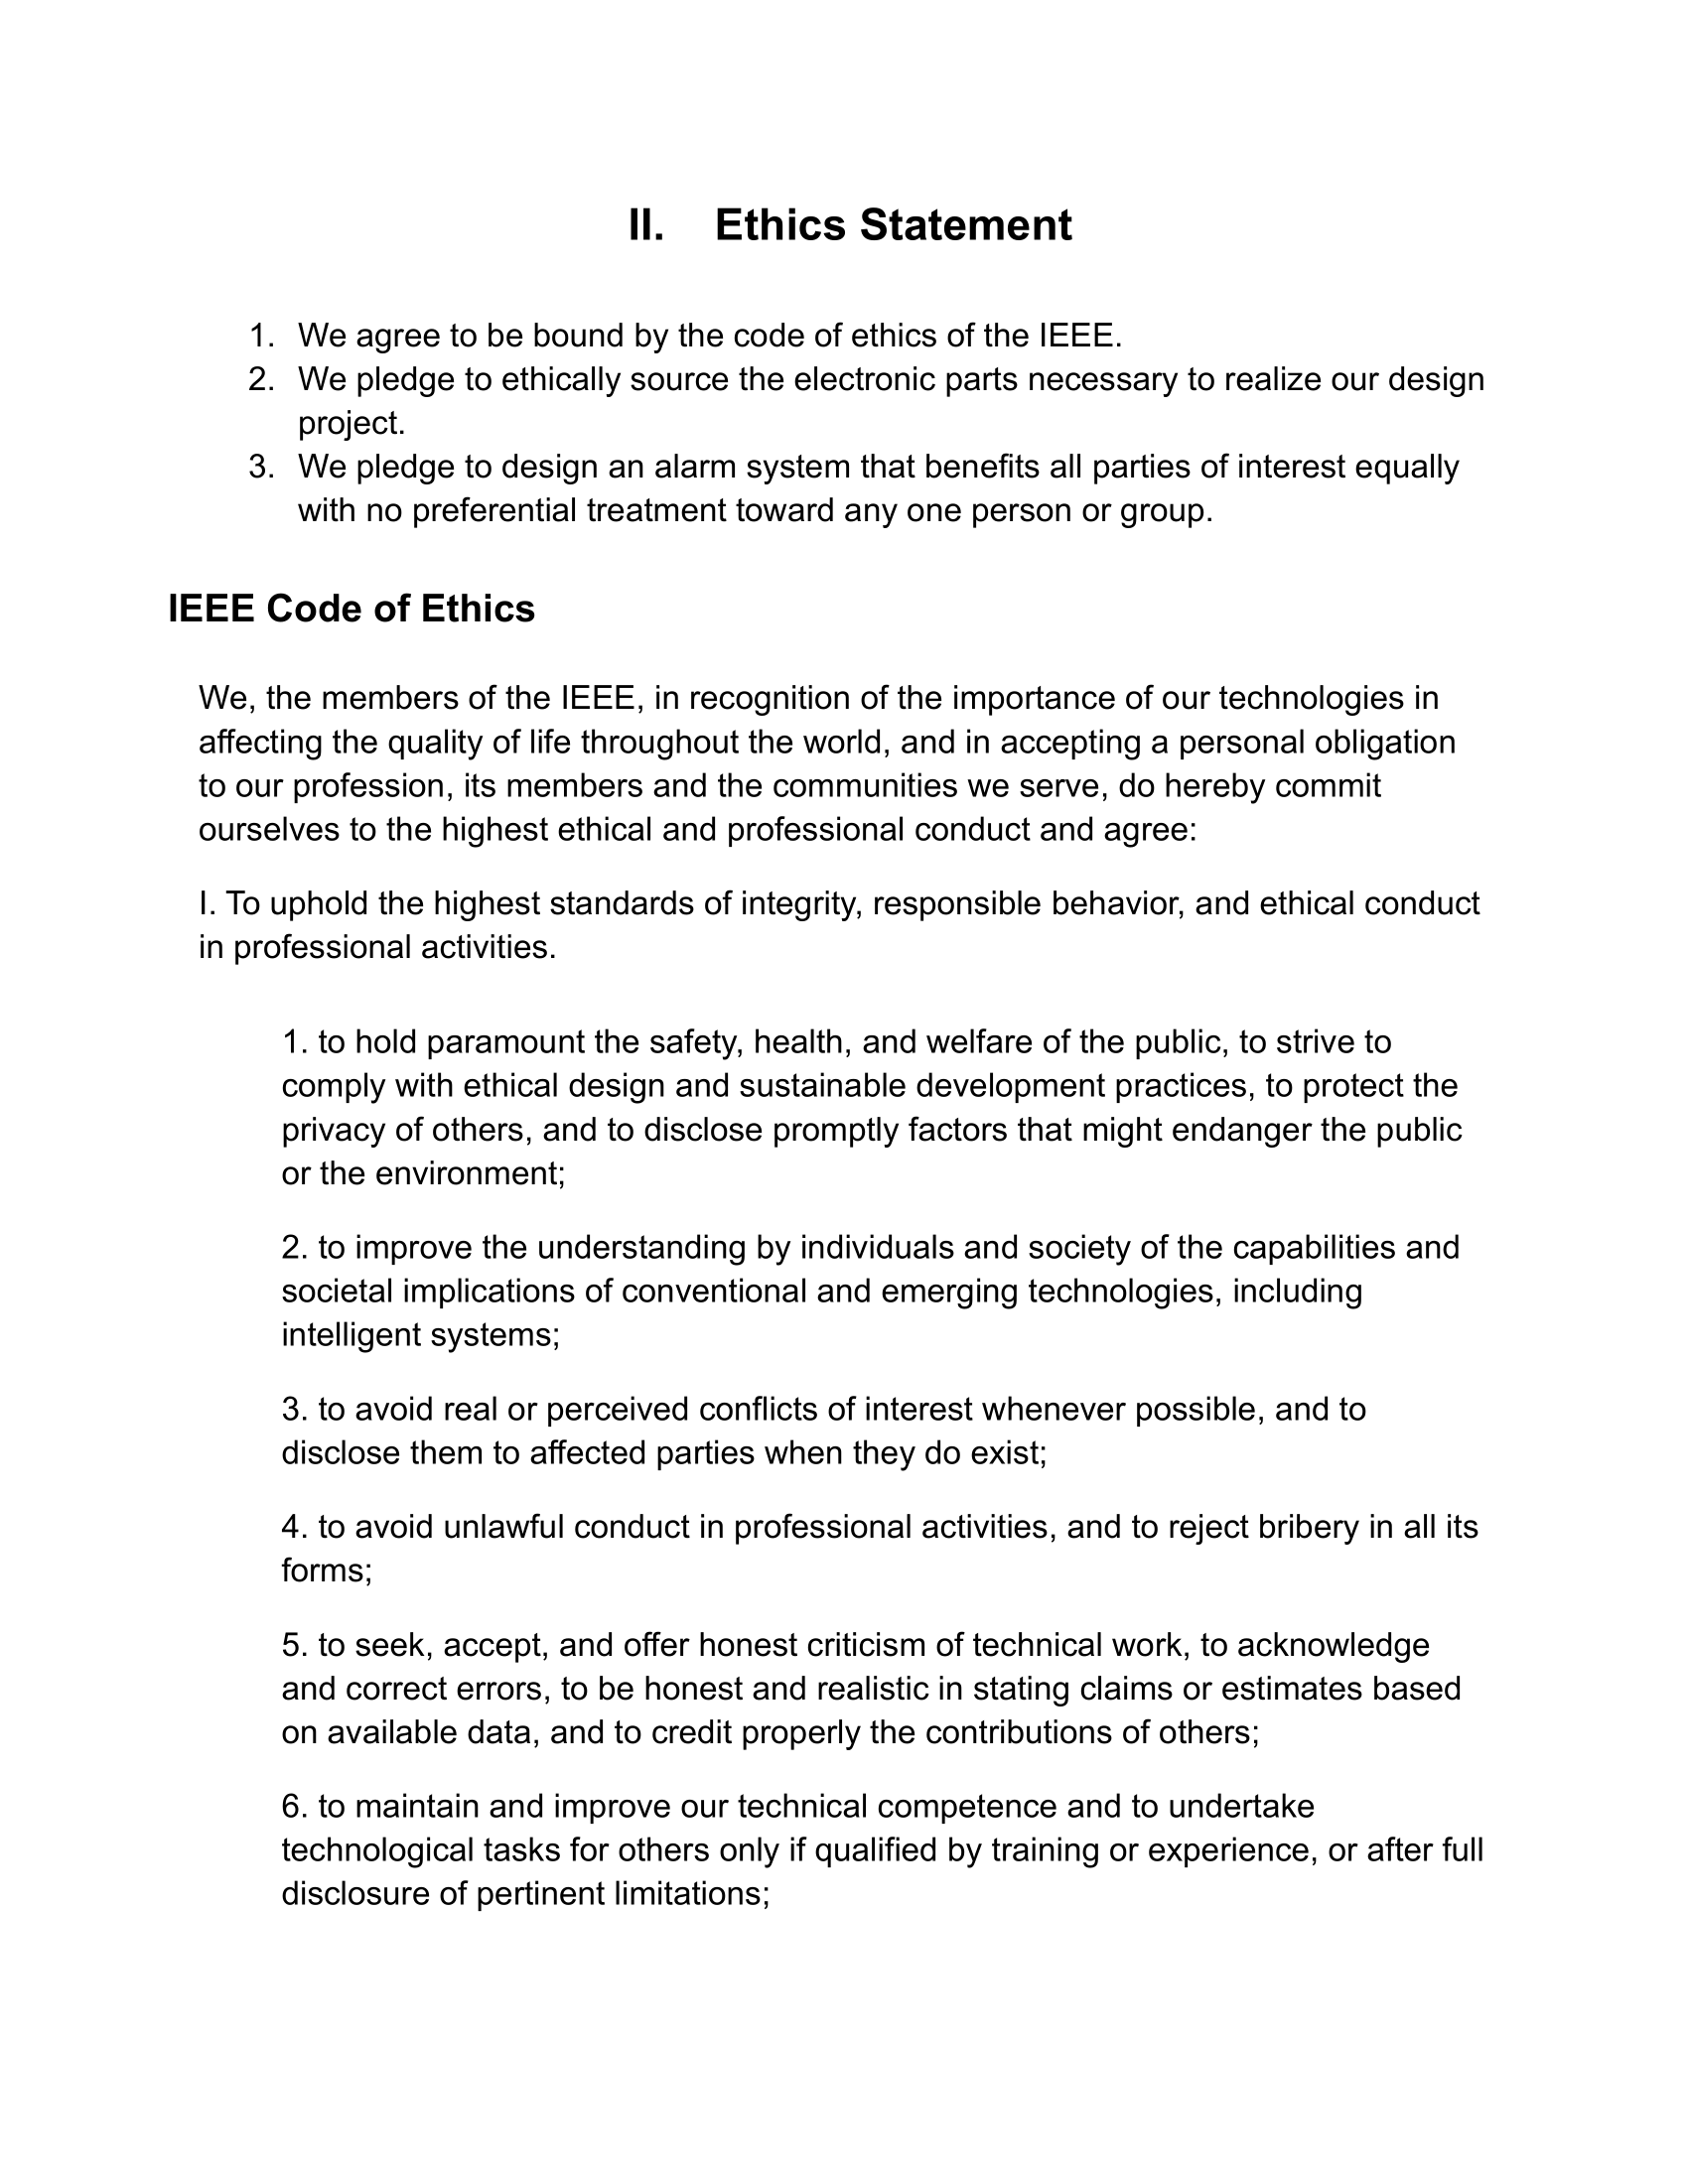 II. Ethics Statement
1. We agree to be bound by the code of ethics of the IEEE.
2. We pledge to ethically source the electronic parts necessary to realize our design
project.
3. We pledge to design an alarm system that benefits all parties of interest equally
with no preferential treatment toward any one person or group.
IEEE Code of Ethics
We, the members of the IEEE, in recognition of the importance of our technologies in
affecting the quality of life throughout the world, and in accepting a personal obligation
to our profession, its members and the communities we serve, do hereby commit
ourselves to the highest ethical and professional conduct and agree:
I. To uphold the highest standards of integrity, responsible behavior, and ethical conduct
in professional activities.
1. to hold paramount the safety, health, and welfare of the public, to strive to
comply with ethical design and sustainable development practices, to protect the
privacy of others, and to disclose promptly factors that might endanger the public
or the environment;
2. to improve the understanding by individuals and society of the capabilities and
societal implications of conventional and emerging technologies, including
intelligent systems;
3. to avoid real or perceived conflicts of interest whenever possible, and to
disclose them to affected parties when they do exist;
4. to avoid unlawful conduct in professional activities, and to reject bribery in all its
forms;
5. to seek, accept, and offer honest criticism of technical work, to acknowledge
and correct errors, to be honest and realistic in stating claims or estimates based
on available data, and to credit properly the contributions of others;
6. to maintain and improve our technical competence and to undertake
technological tasks for others only if qualified by training or experience, or after full
disclosure of pertinent limitations;